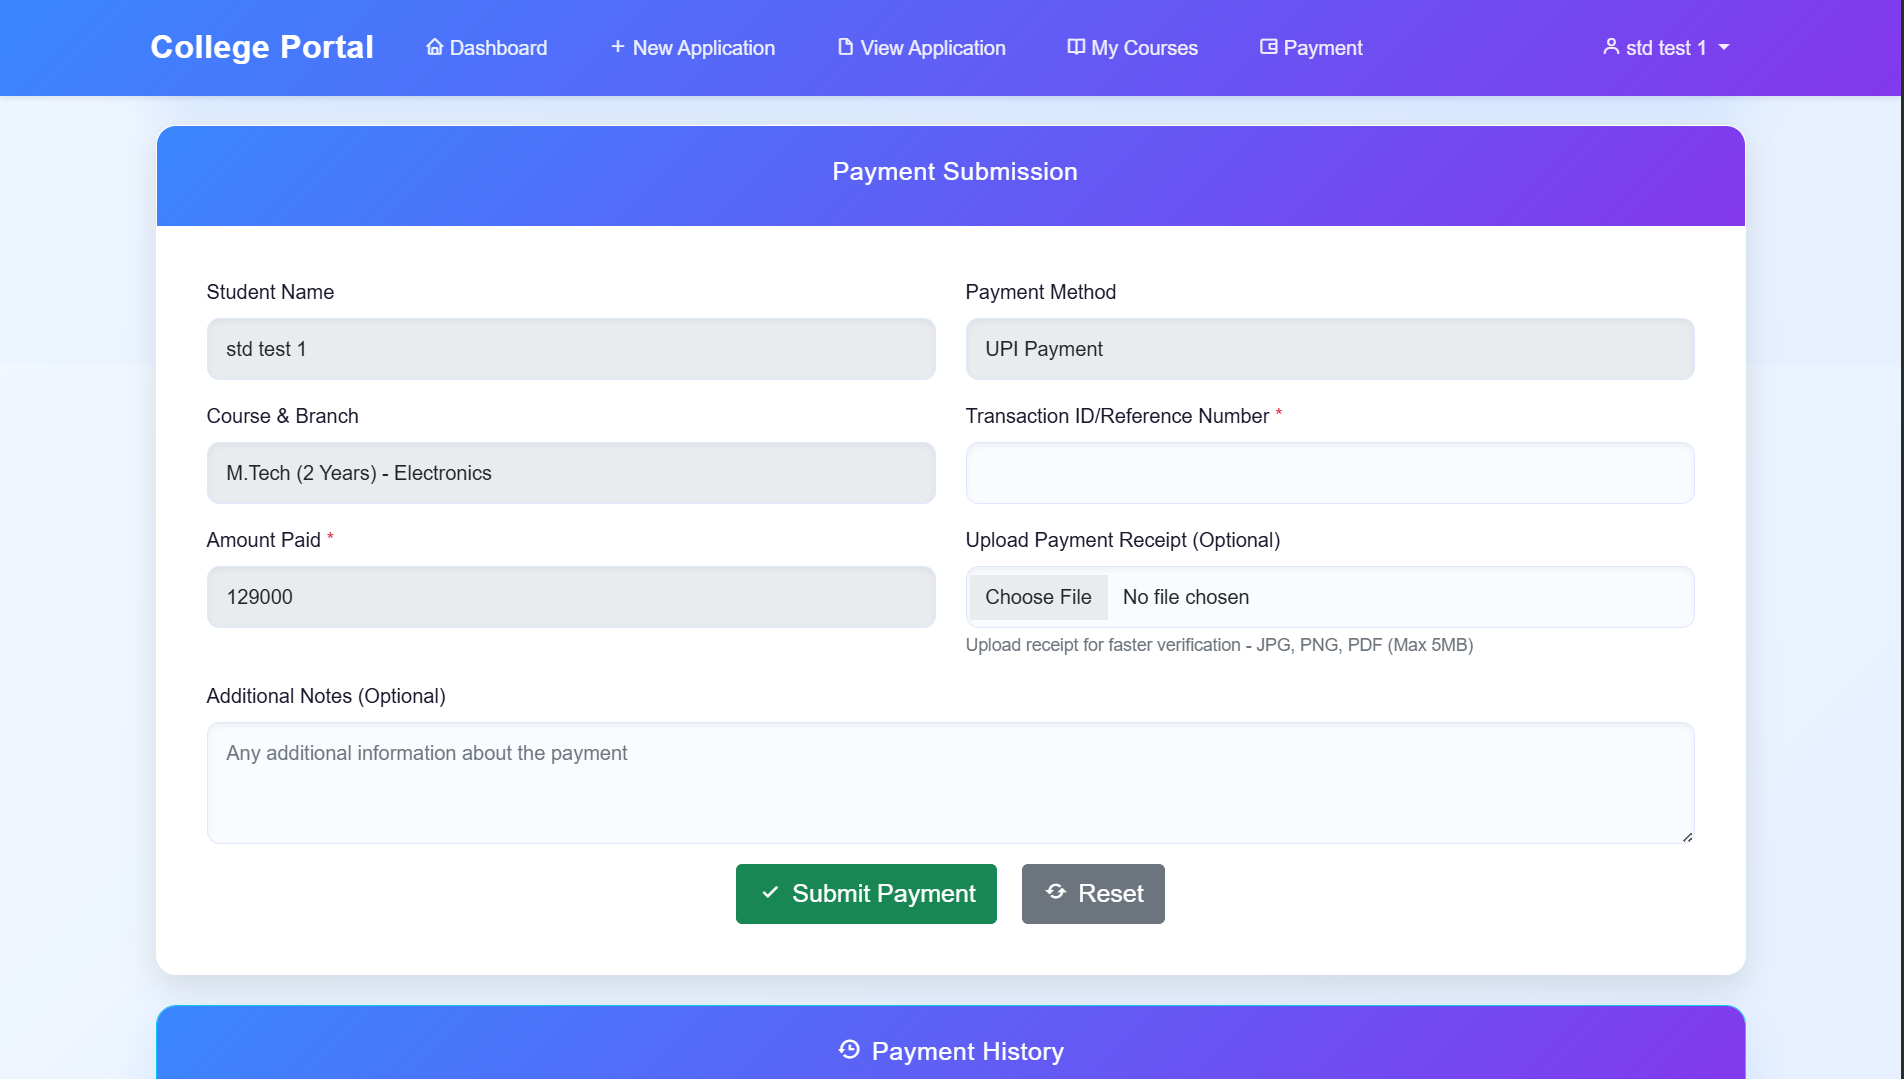 College Portal
Dashboard
New Application
View Application
My Courses
Payment
std test 1
Payment Submission
Student Name
std test 1
Payment Method
UPI Payment
Course & Branch
M.Tech (2 Years) - Electronics
Transaction ID/Reference Number *
Amount Paid *
129000
Upload Payment Receipt (Optional)
Choose File No file chosen
Upload receipt for faster verification - JPG, PNG, PDF (Max 5MB)
Additional Notes (Optional)
Any additional information about the payment
Submit Payment
Reset
Payment History